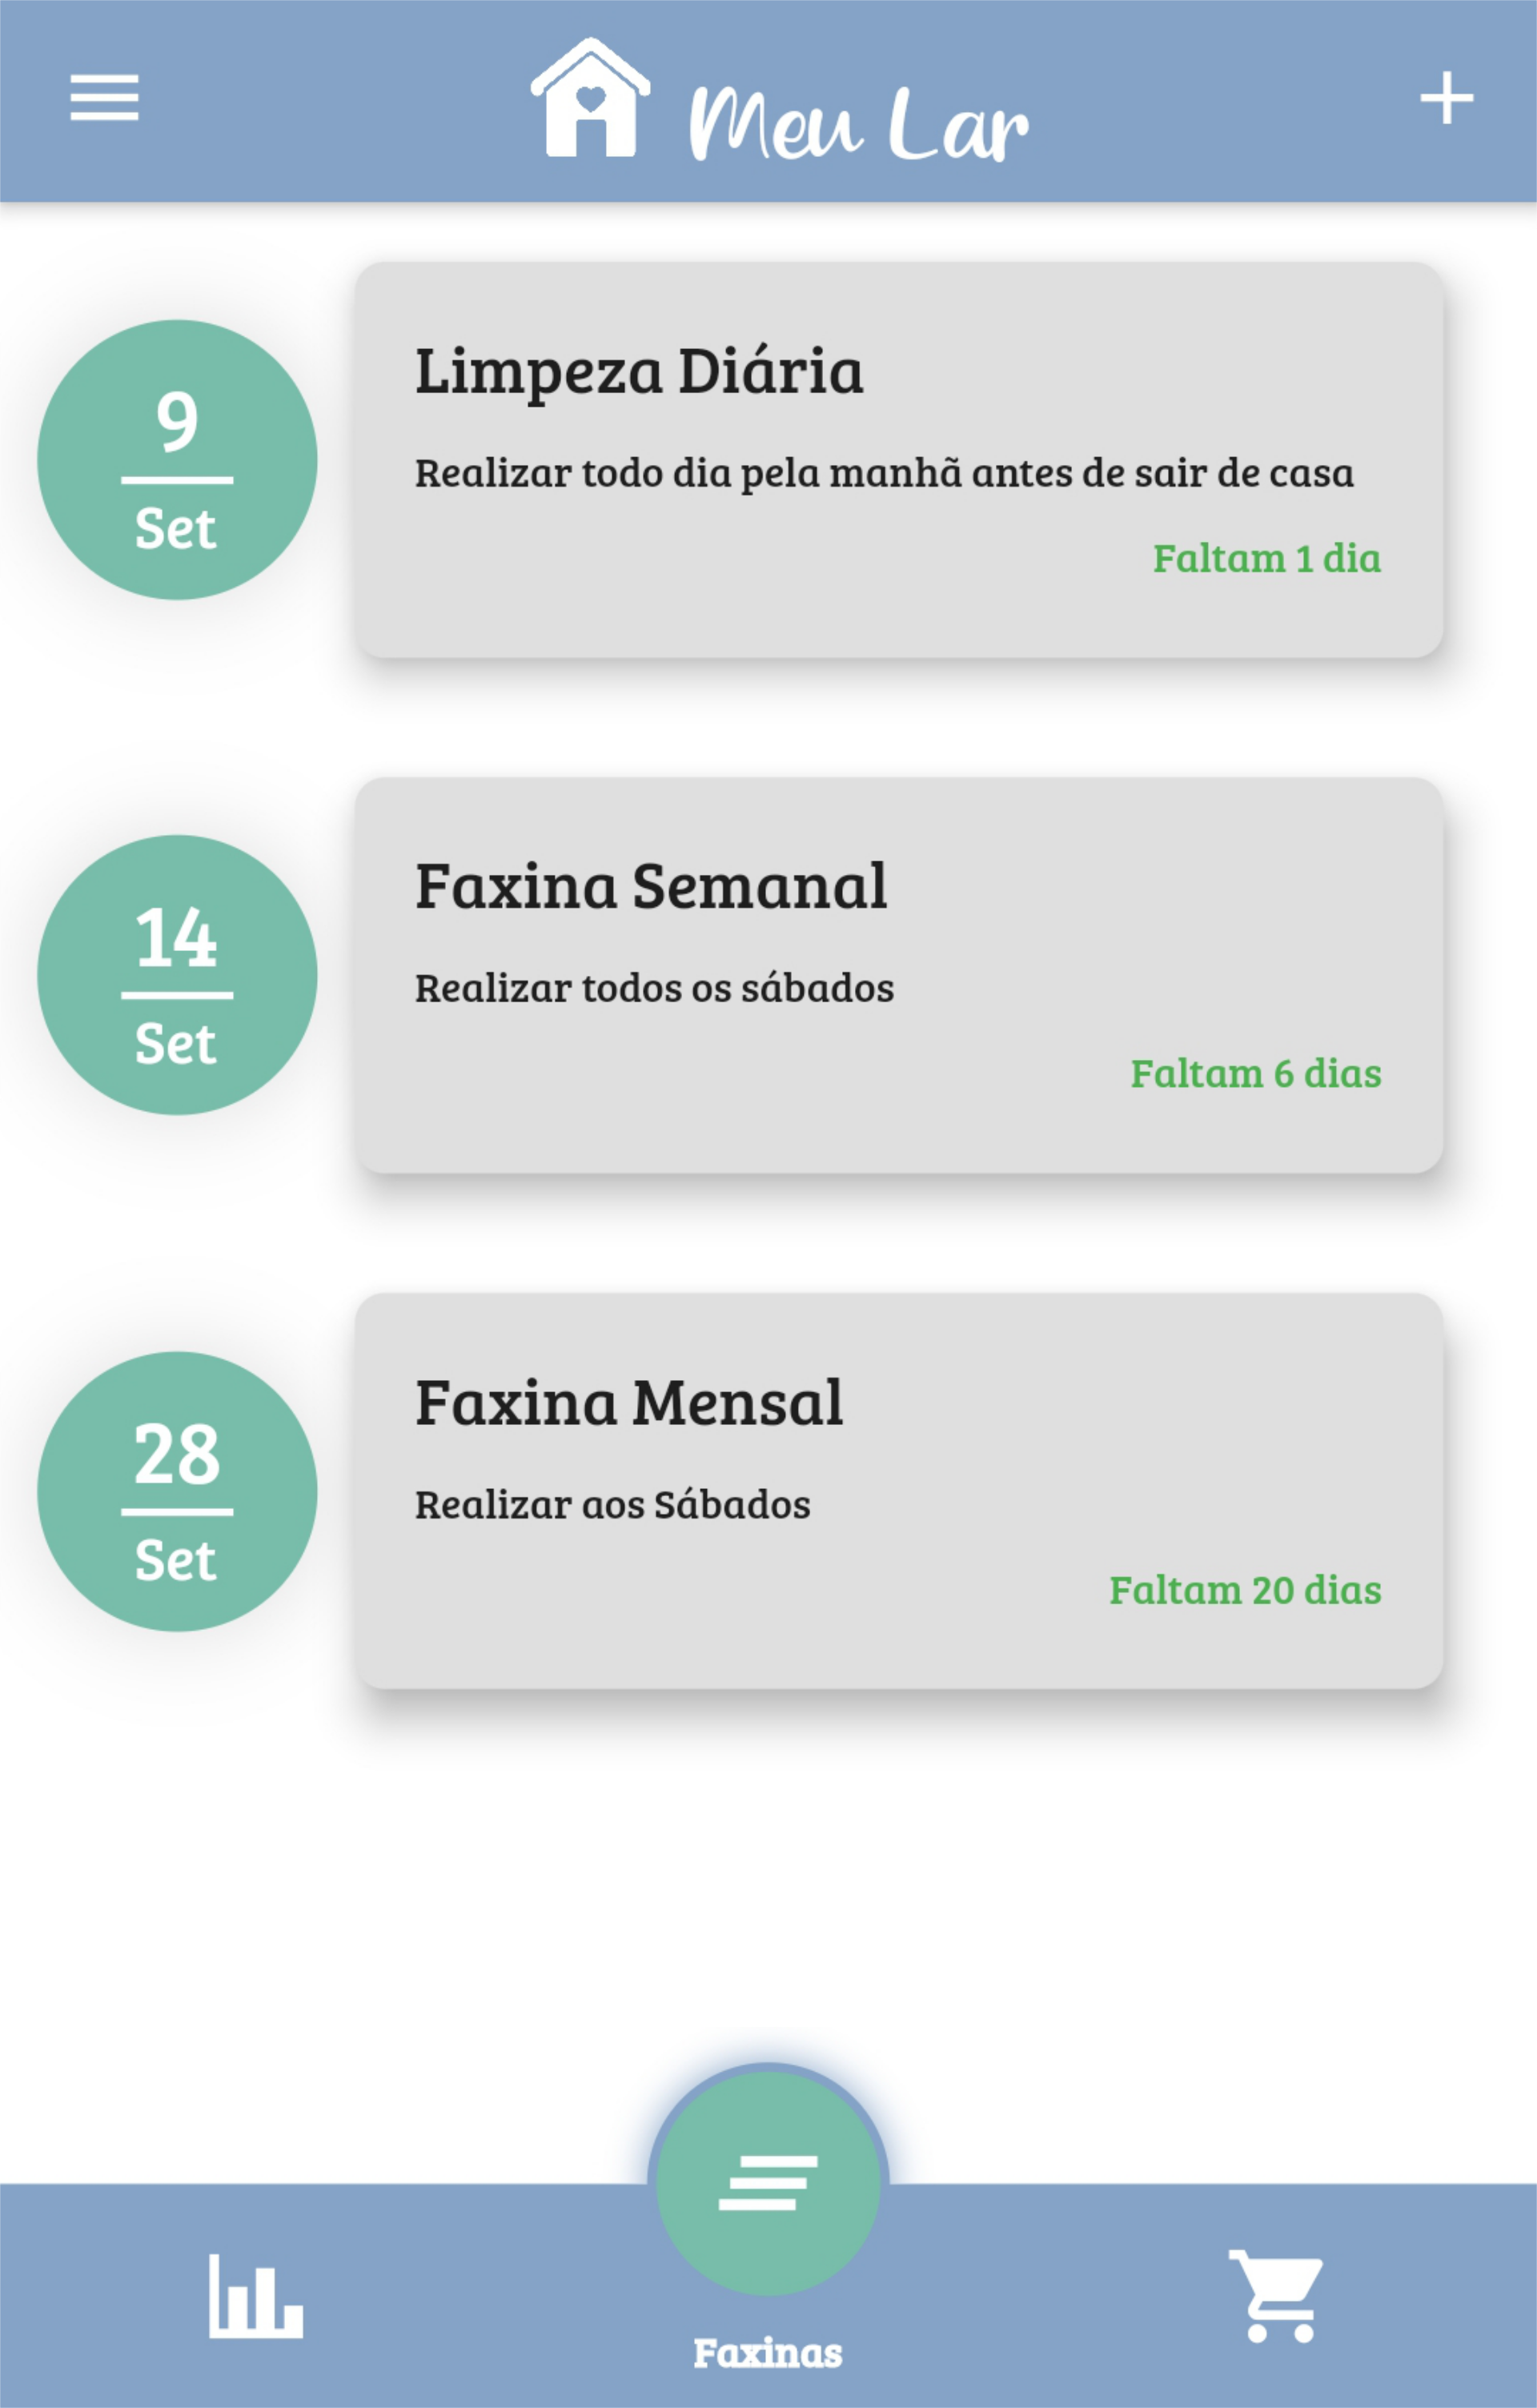 Meu Lar
9
Set
Limpeza Diária
Realizar todo dia pela manhã antes de sair de casa
Faltam 1 dia
14
Set
Faxina Semanal
Realizar todos os sábados
Faltam 6 dias
28
Set
Faxina Mensal
Realizar aos Sábados
Faltam 20 dias
Faxinas